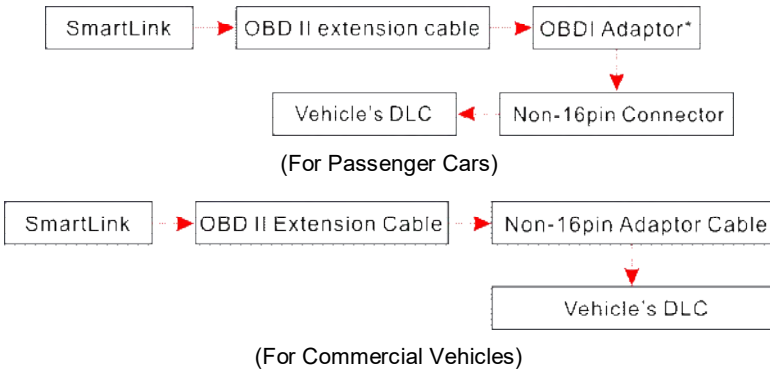 SmartLink OBD II extension cable OBDI Adaptor*
Vehicle's DLC Non-16pin Connector
(For Passenger Cars)
SmartLink OBD II Extension Cable Non-16pin Adaptor Cable
Vehicle's DLC
(For Commercial Vehicles)